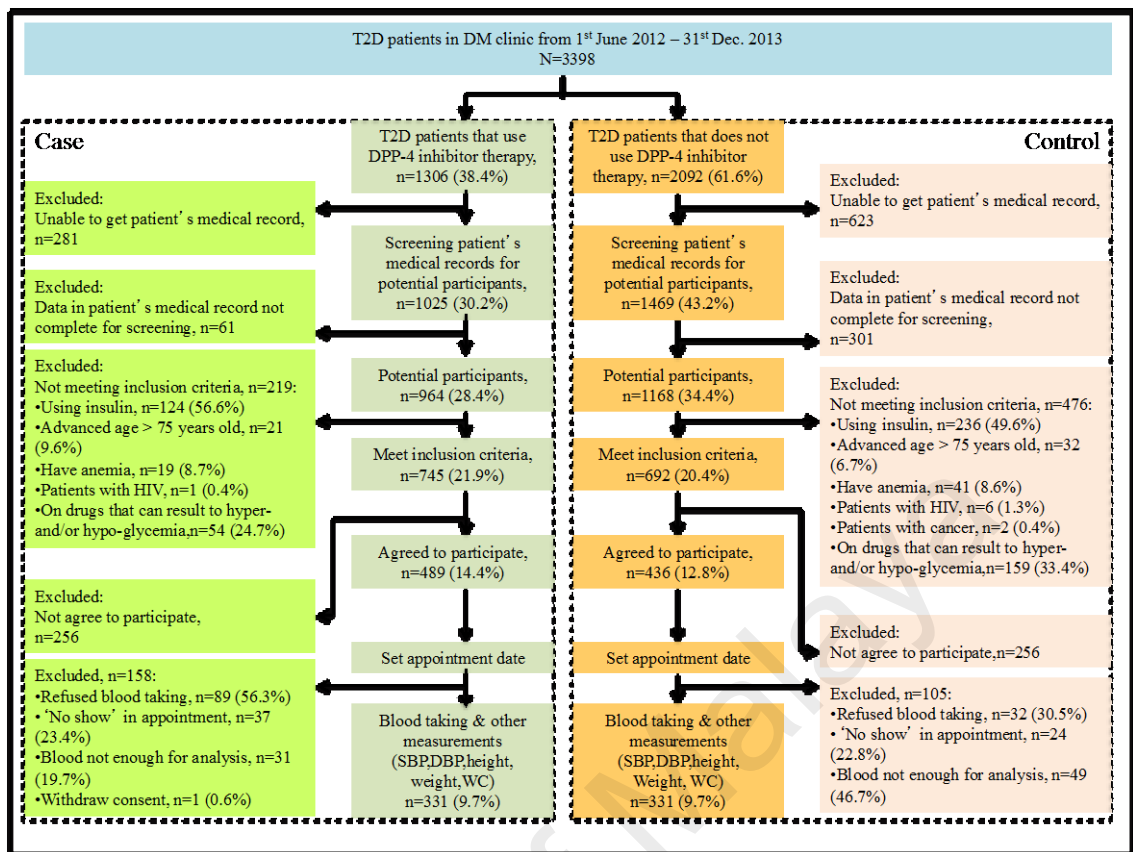 T2D patients in DM clinic from 1st June 2012 – 31st Dec. 2013
N=3398
Case
T2D patients that use
DPP-4 inhibitor therapy,
n=1306 (38.4%)
T2D patients that does not
use DPP-4 inhibitor
therapy, n=2092 (61.6%)
Control
Excluded:
Unable to get patient's medical record,
n=281
Excluded:
Unable to get patient's medical record,
n=623
Screening patient's
medical records for
potential participants,
n=1025 (30.2%)
Screening patient's
medical records for
potential participants,
n=1469 (43.2%)
Excluded:
Data in patient's medical record not
complete for screening, n=61
Excluded:
Data in patient's medical record not
complete for screening,
n=301
Excluded:
Not meeting inclusion criteria, n=219:
•Using insulin, n=124 (56.6%)
•Advanced age > 75 years old, n=21
(9.6%)
•Have anemia, n=19 (8.7%)
•Patients with HIV, n=1 (0.4%)
•On drugs that can result to hyper-
and/or hypo-glycemia,n=54 (24.7%)
Potential participants,
n=964 (28.4%)
Potential participants,
n=1168 (34.4%)
Excluded:
Not meeting inclusion criteria, n=476:
•Using insulin, n=236 (49.6%)
•Advanced age > 75 years old, n=32
(6.7%)
•Have anemia, n=41 (8.6%)
•Patients with HIV, n=6 (1.3%)
•Patients with cancer, n=2 (0.4%)
•On drugs that can result to hyper-
and/or hypo-glycemia,n=159 (33.4%)
Meet inclusion criteria,
n=745 (21.9%)
Meet inclusion criteria,
n=692 (20.4%)
Agreed to participate,
n=489 (14.4%)
Agreed to participate,
n=436 (12.8%)
Excluded:
Not agree to participate,
n=256
Excluded:
Not agree to participate,n=256
Set appointment date
Set appointment date
Excluded, n=158:
•Refused blood taking, n=89 (56.3%)
• 'No show' in appointment, n=37
(23.4%)
•Blood not enough for analysis, n=31
(19.7%)
•Withdraw consent, n=1 (0.6%)
Blood taking & other
measurements
(SBP,DBP,height,
weight,WC)
n=331 (9.7%)
Blood taking & other
measurements
(SBP,DBP,height,
Weight, WC)
n=331 (9.7%)
Excluded, n=105:
•Refused blood taking, n=32 (30.5%)
• 'No show' in appointment, n=24
(22.8%)
•Blood not enough for analysis, n=49
(46.7%)
of Malaya